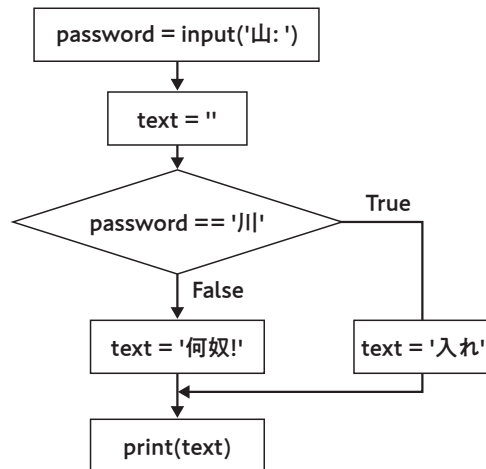 password = input('山: ')
text = ''
password == '川'
True
False
text = '何奴!'
text = '入れ'
print(text)